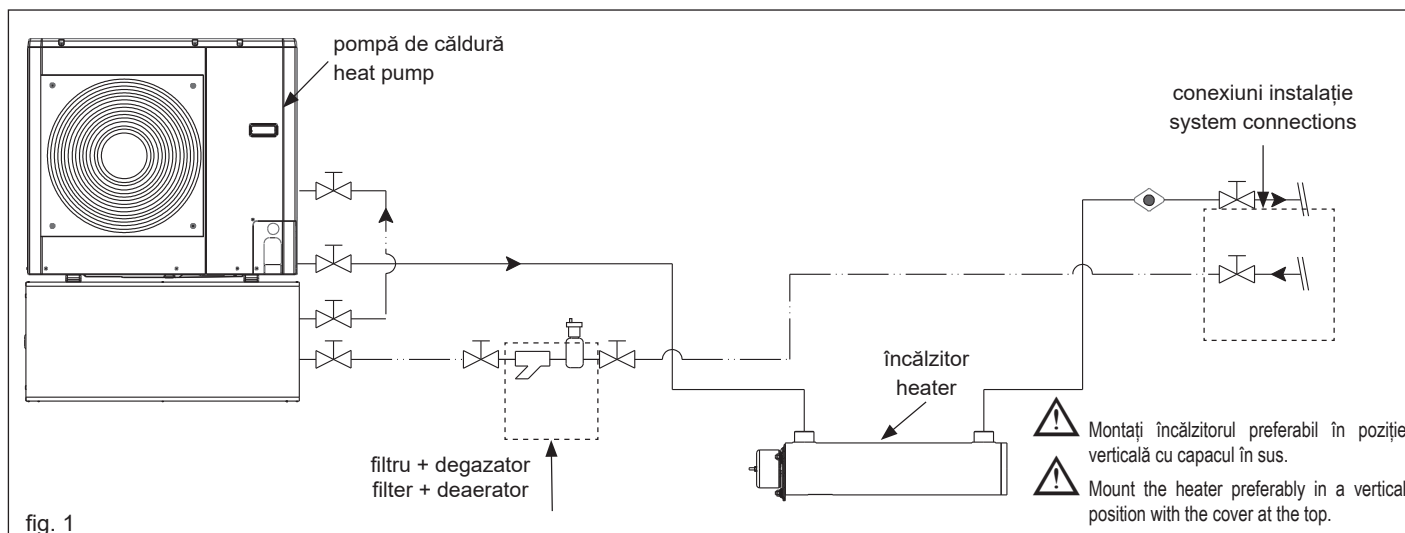 pompă de căldură
heat pump
conexiuni instalație
system connections
încălzitor
heater
filtru + degazator
filter + deaerator
Montați încălzitorul preferabil în poziție
verticală cu capacul în sus.
Mount the heater preferably in a vertical
position with the cover at the top.
fig. 1